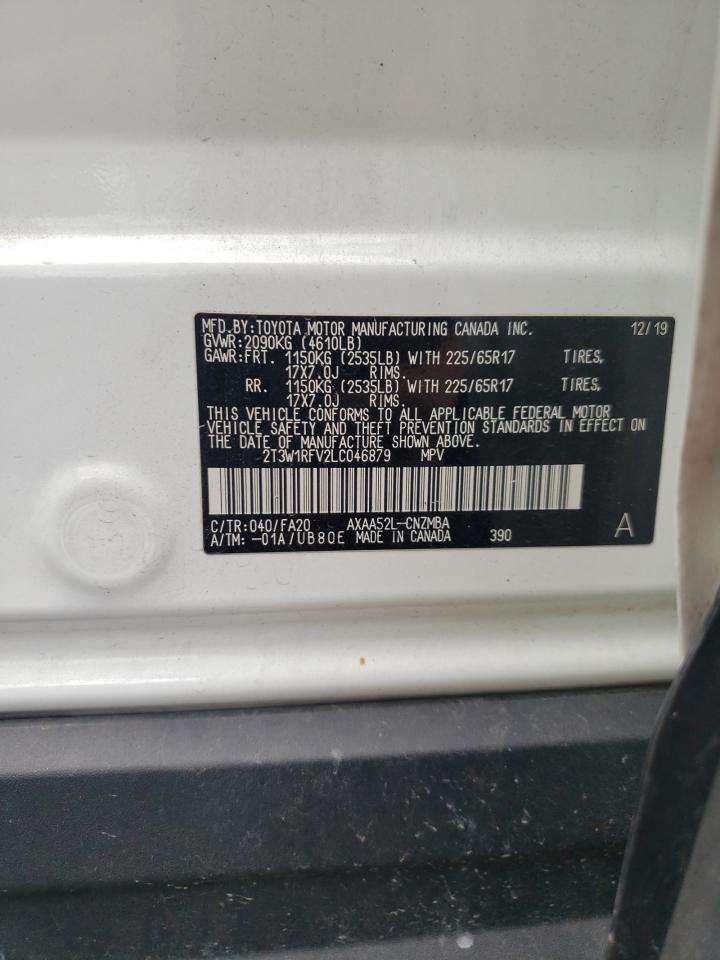 MFD.BY:TOYOTA MOTOR MANUFACTURING CANADA INC. 12/19
GVWR:2090KG (4610LB)
GAWR:FRT. 1150KG (2535LB) WITH 225/65R17 TIRES,
17X7.0J RIMS.
RR. 1150KG (2535LB) WITH 225/65R17 TIRES,
17X7.0J RIMS.
THIS VEHICLE CONFORMS TO ALL APPLICABLE FEDERAL MOTOR
VEHICLE SAFETY AND THEFT PREVENTION STANDARDS IN EFFECT ON
THE DATE OF MANUFACTURE SHOWN ABOVE.
2T3W1RFV2LC046879 MPV
C/TR:040/FA20 AXAA52L-CNZMBA
A/TM:-01A/UB80E MADE IN CANADA 390 A